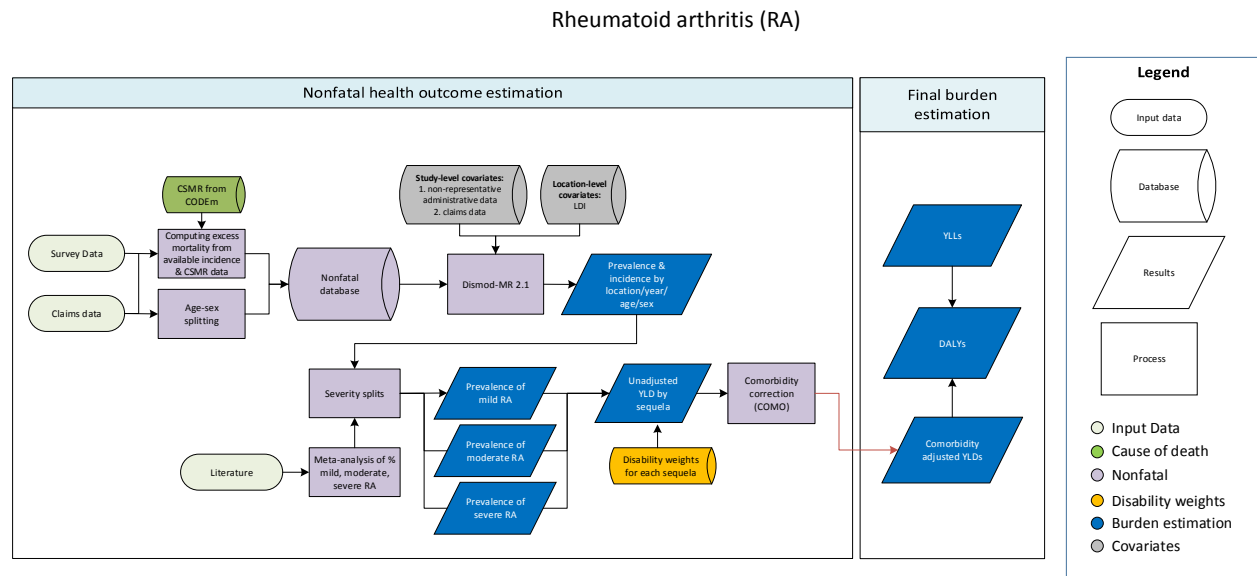 Rheumatoid arthritis (RA)
Nonfatal health outcome estimation
Final burden
estimation
Legend
Input data
Database
Results
Process
Input Data
Cause of death
Nonfatal
Disability weights
Burden estimation
Covariates
CSMR from
CODEm
Study-level covariates:
1. non-representative
administrative data
2. claims data
Location-level
covariates:
LDI
Survey Data
Computing excess
mortality from
available incidence
& CSMR data
Claims data
Age-sex
splitting
Nonfatal
database
Dismod-MR 2.1
Prevalence &
incidence by
location/year/
age/sex
YLLs
DALYs
Severity splits
Prevalence of
mild RA
Prevalence of
moderate RA
Prevalence of
severe RA
Unadjusted
YLD by
sequela
Comorbidity
correction
(COMO)
Comorbidity
adjusted YLDs
Literature
Meta-analysis of %
mild, moderate,
severe RA
Disability weights
for each sequela